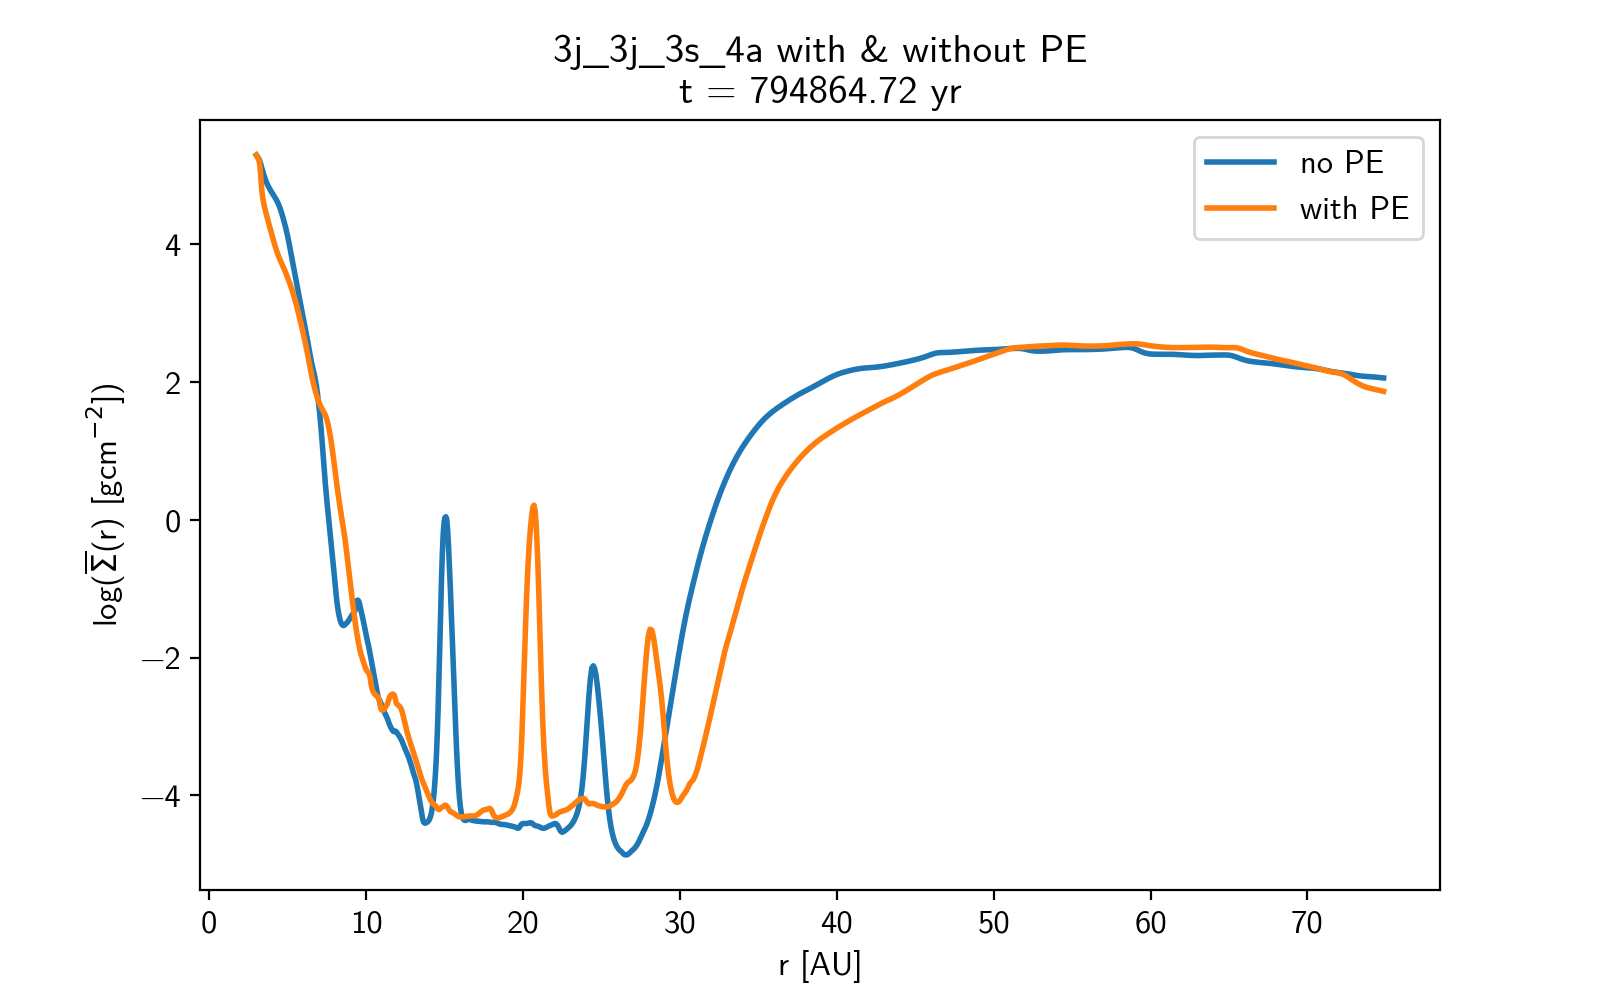 3j_3j_3s_4a with & without PE
t = 794864.72 yr
no PE
with PE
log(Σ̅(r) [gcm⁻²])
4
2
0
−2
−4
0 10 20 30 40 50 60 70
r [AU]